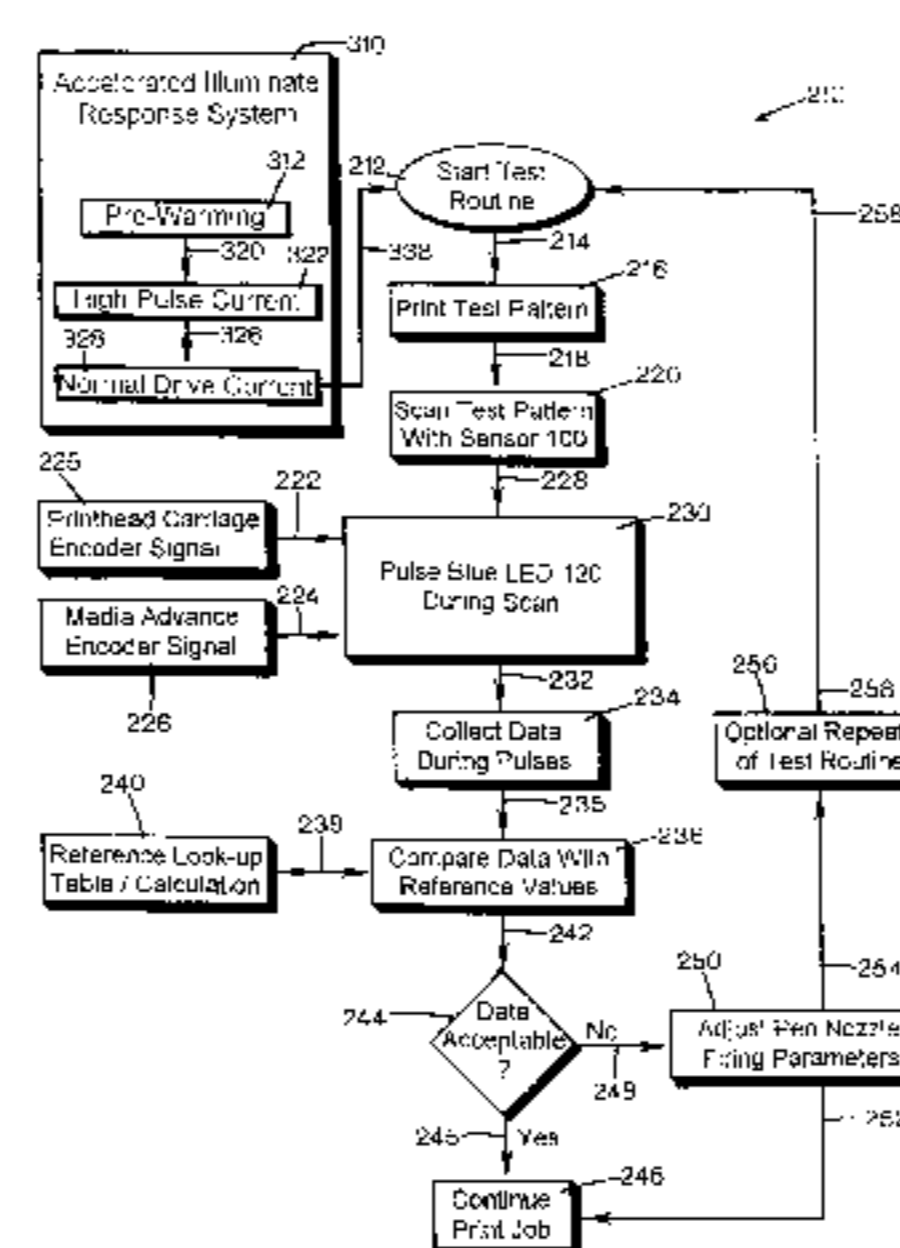 310
Accelerated Illuminate
Response System
210
312
Pre-Warming
320
322
High Pulse Current
326
328
Normal Drive Current
338
212
Start Test
Routine
258
214
216
Print Test Pattern
218
220
Scan Test Pattern
With Sensor 100
228
225
Printhead Carriage
Encoder Signal
222
230
Pulse Blue LED 120
During Scan
224
Media Advance
Encoder Signal
226
232
234
Collect Data
During Pulses
256
Optional Repeat
of Test Routine
235
240
Reference Look-up
Table / Calculation
239
236
Compare Data With
Reference Values
242
254
250
Adjust Pen Nozzle
Firing Parameters
244
Data
Acceptable
?
No
252
245
Yes
246
Continue
Print Job